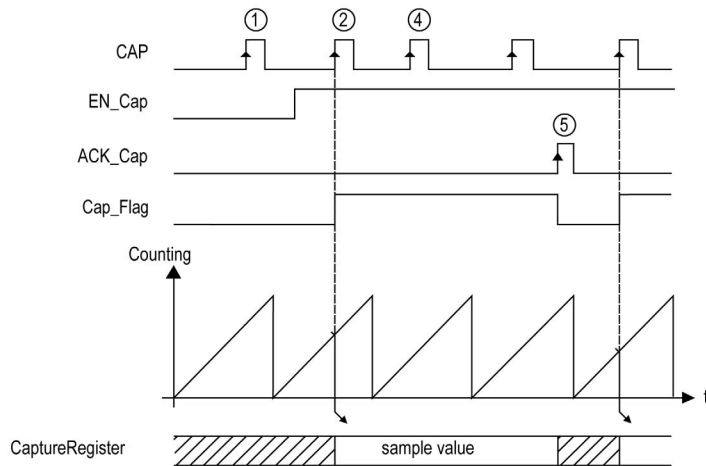 ① ② ④
CAP
EN_Cap
⑤
ACK_Cap
Cap_Flag
Counting
t
CaptureRegister
sample value